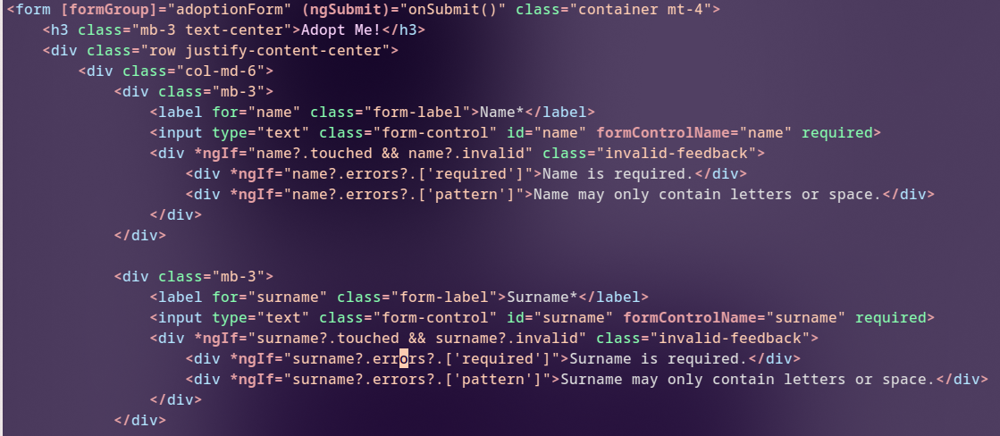 <form [formGroup]="adoptionForm" (ngSubmit)="onSubmit()" class="container mt-4">
    <h3 class="mb-3 text-center">Adopt Me!</h3>
    <div class="row justify-content-center">
        <div class="col-md-6">
            <div class="mb-3">
                <label for="name" class="form-label">Name*</label>
                <input type="text" class="form-control" id="name" formControlName="name" required>
                <div *ngIf="name?.touched && name?.invalid" class="invalid-feedback">
                    <div *ngIf="name?.errors?.['required']">Name is required.</div>
                    <div *ngIf="name?.errors?.['pattern']">Name may only contain letters or space.</div>
                </div>
            </div>

            <div class="mb-3">
                <label for="surname" class="form-label">Surname*</label>
                <input type="text" class="form-control" id="surname" formControlName="surname" required>
                <div *ngIf="surname?.touched && surname?.invalid" class="invalid-feedback">
                    <div *ngIf="surname?.errors?.['required']">Surname is required.</div>
                    <div *ngIf="surname?.errors?.['pattern']">Surname may only contain letters or space.</div>
                </div>
            </div>